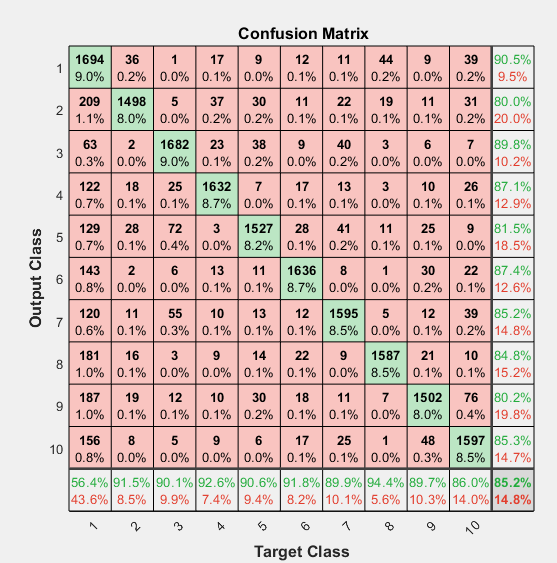 Confusion Matrix
1 1694 36 1 17 9 12 11 44 9 39 90.5%
9.0% 0.2% 0.0% 0.1% 0.0% 0.1% 0.1% 0.2% 0.0% 0.2% 9.5%
2 209 1498 5 37 30 11 22 19 11 31 80.0%
1.1% 8.0% 0.0% 0.2% 0.2% 0.1% 0.1% 0.1% 0.1% 0.2% 20.0%
3 63 2 1682 23 38 9 40 3 6 7 89.8%
0.3% 0.0% 9.0% 0.1% 0.2% 0.0% 0.2% 0.0% 0.0% 0.0% 10.2%
4 122 18 25 1632 7 17 13 3 10 26 87.1%
0.7% 0.1% 0.1% 8.7% 0.0% 0.1% 0.1% 0.0% 0.1% 0.1% 12.9%
5 129 28 72 3 1527 28 41 11 25 9 81.5%
0.7% 0.1% 0.4% 0.0% 8.2% 0.1% 0.2% 0.1% 0.1% 0.0% 18.5%
6 143 2 6 13 11 1636 8 1 30 22 87.4%
0.8% 0.0% 0.0% 0.1% 0.1% 8.7% 0.0% 0.0% 0.2% 0.1% 12.6%
7 120 11 55 10 13 12 1595 5 12 39 85.2%
0.6% 0.1% 0.3% 0.1% 0.1% 0.1% 8.5% 0.0% 0.1% 0.2% 14.8%
8 181 16 3 9 14 22 9 1587 21 10 84.8%
1.0% 0.1% 0.0% 0.0% 0.1% 0.1% 0.0% 8.5% 0.1% 0.1% 15.2%
9 187 19 12 10 30 18 11 7 1502 76 80.2%
1.0% 0.1% 0.1% 0.1% 0.2% 0.1% 0.1% 0.0% 8.0% 0.4% 19.8%
10 156 8 5 9 6 17 25 1 48 1597 85.3%
0.8% 0.0% 0.0% 0.0% 0.0% 0.1% 0.1% 0.0% 0.3% 8.5% 14.7%
56.4% 91.5% 90.1% 92.6% 90.6% 91.8% 89.9% 94.4% 89.7% 86.0% 85.2%
43.6% 8.5% 9.9% 7.4% 9.4% 8.2% 10.1% 5.6% 10.3% 14.0% 14.8%
1 2 3 4 5 6 7 8 9 10
Target Class
Output Class